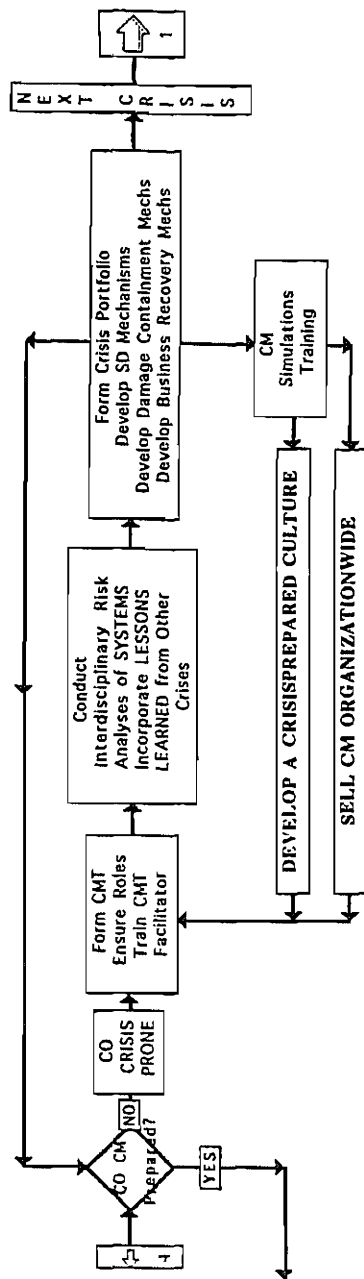 CO CM
Prepared?
NO
YES
CO
CRISIS
PRONE
Form CMT
Ensure Roles
Train CMT
Facilitator
Conduct
Interdisciplinary Risk
Analyses of SYSTEMS
Incorporate LESSONS
LEARNED from Other
Crises
Form Crisis Portfolio
Develop SD Mechanisms
Develop Damage Containment Mechs
Develop Business Recovery Mechs
NEXT CRISIS
1
CM
Simulations
Training
DEVELOP A CRISISPREPARED CULTURE
SELL CM ORGANIZATIONWIDE